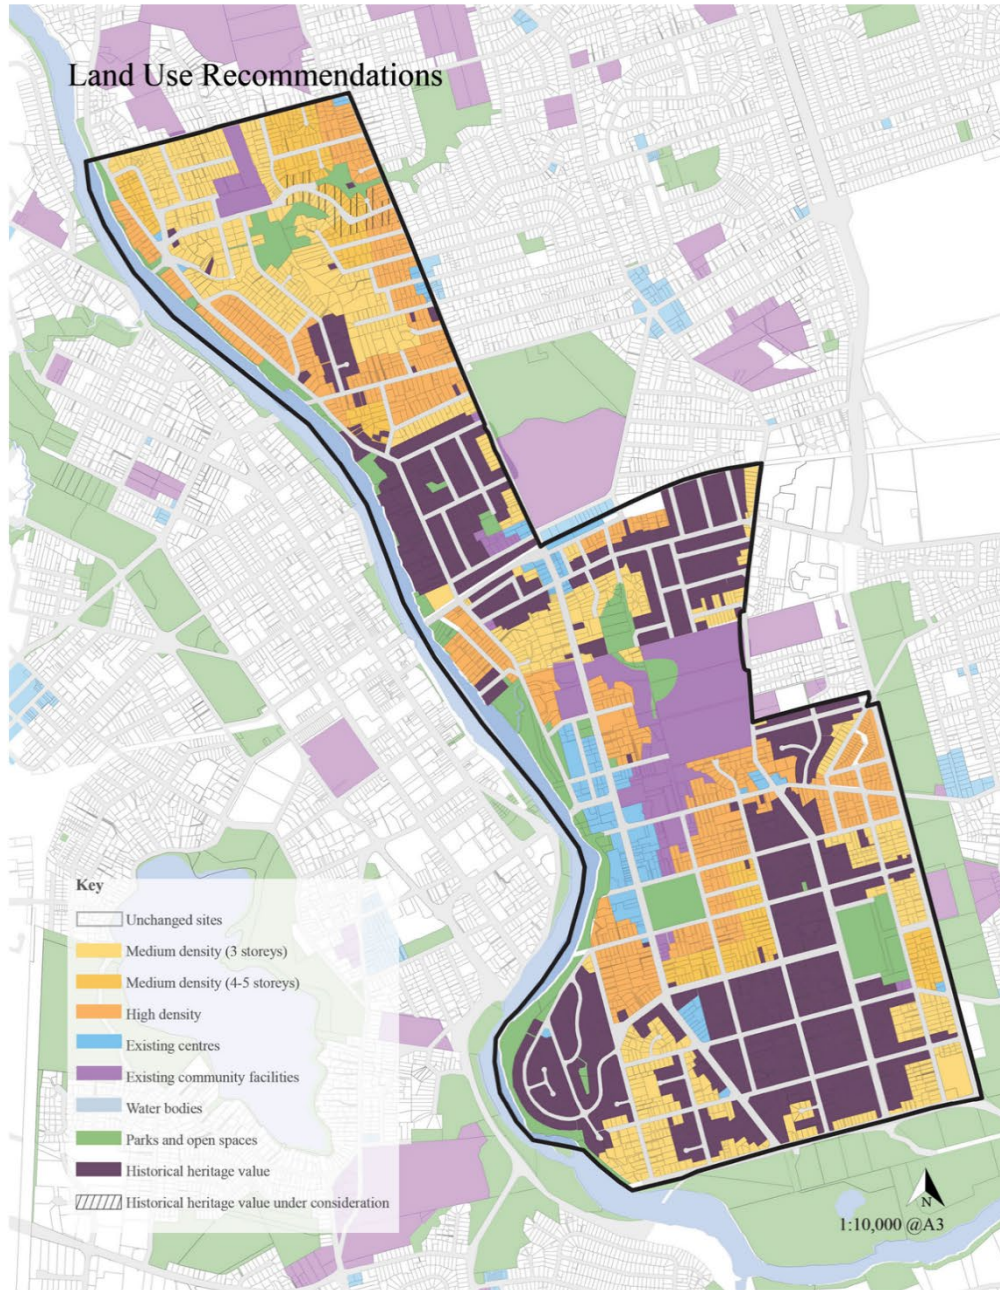 Land Use Recommendations
Key
Unchanged sites
Medium density (3 storeys)
Medium density (4-5 storeys)
High density
Existing centres
Existing community facilities
Water bodies
Parks and open spaces
Historical heritage value
Historical heritage value under consideration
N
1:10,000 @A3